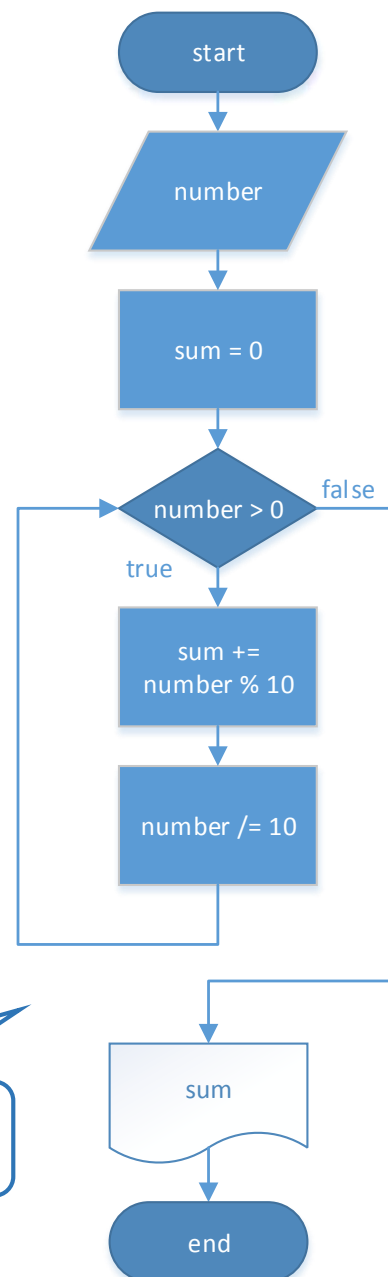 start
number
sum = 0
number > 0
false
true
sum +=
number % 10
number /= 10
sum
end